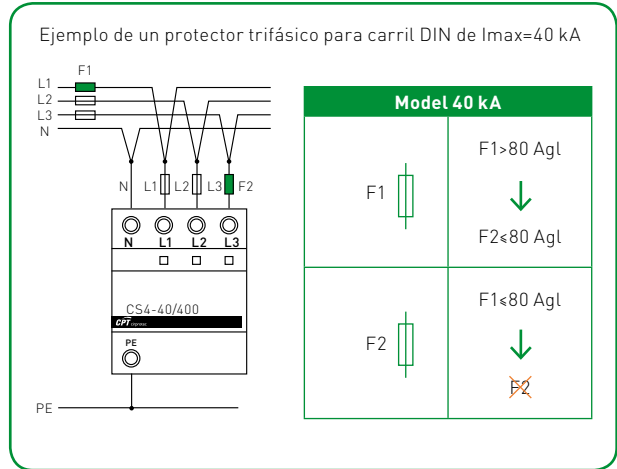 Ejemplo de un protector trifásico para carril DIN de Imax=40 kA
F1
L1
L2
L3
N
N L1 L2 L3 F2
N L1 L2 L3
CS4-40/400
CPT cirprotec
PE
PE
Model 40 kA
F1
F1>80 Agl
↓
F2≤80 Agl
F2
F1≤80 Agl
↓
F2